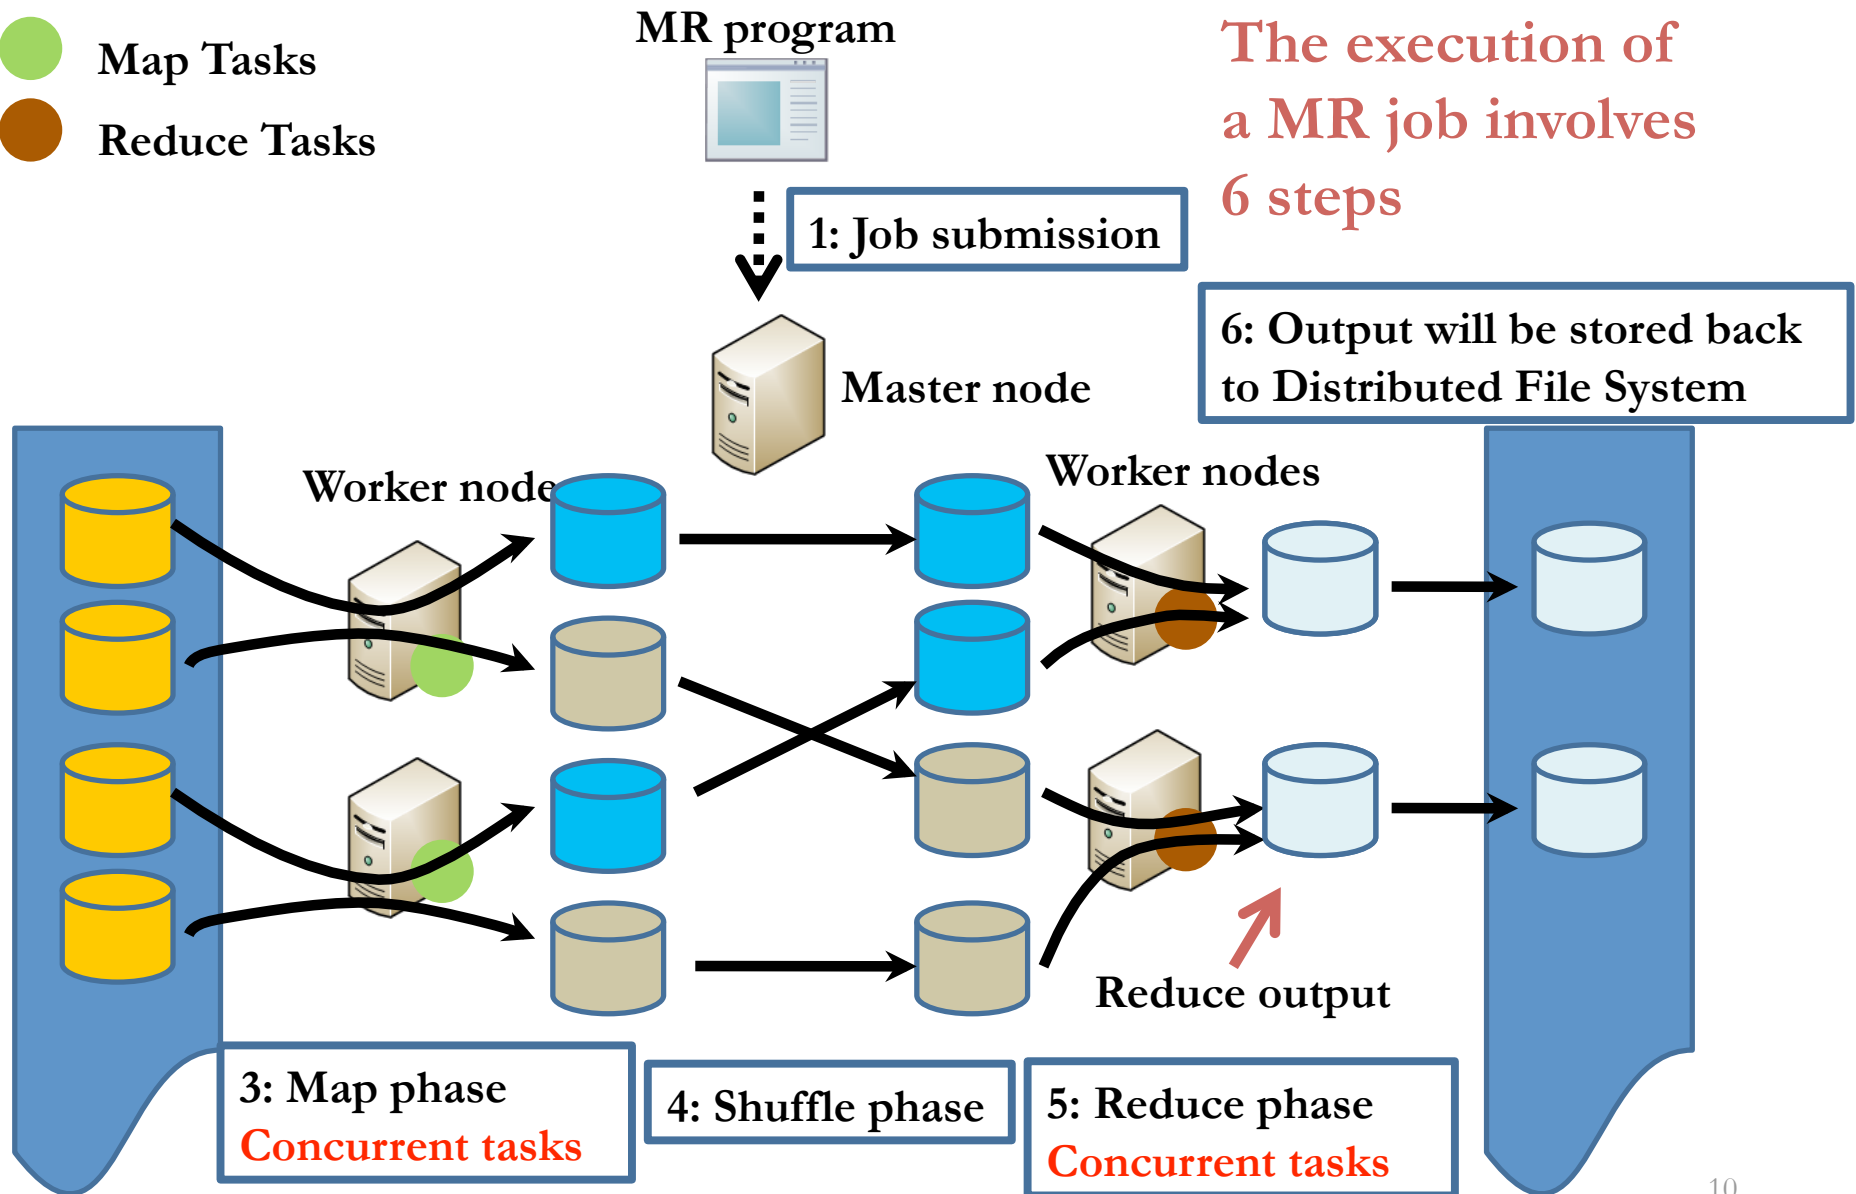 Map Tasks
Reduce Tasks
MR program
The execution of
a MR job involves
6 steps
1: Job submission
6: Output will be stored back
to Distributed File System
Master node
Worker node
Worker nodes
Reduce output
3: Map phase
Concurrent tasks
4: Shuffle phase
5: Reduce phase
Concurrent tasks
10